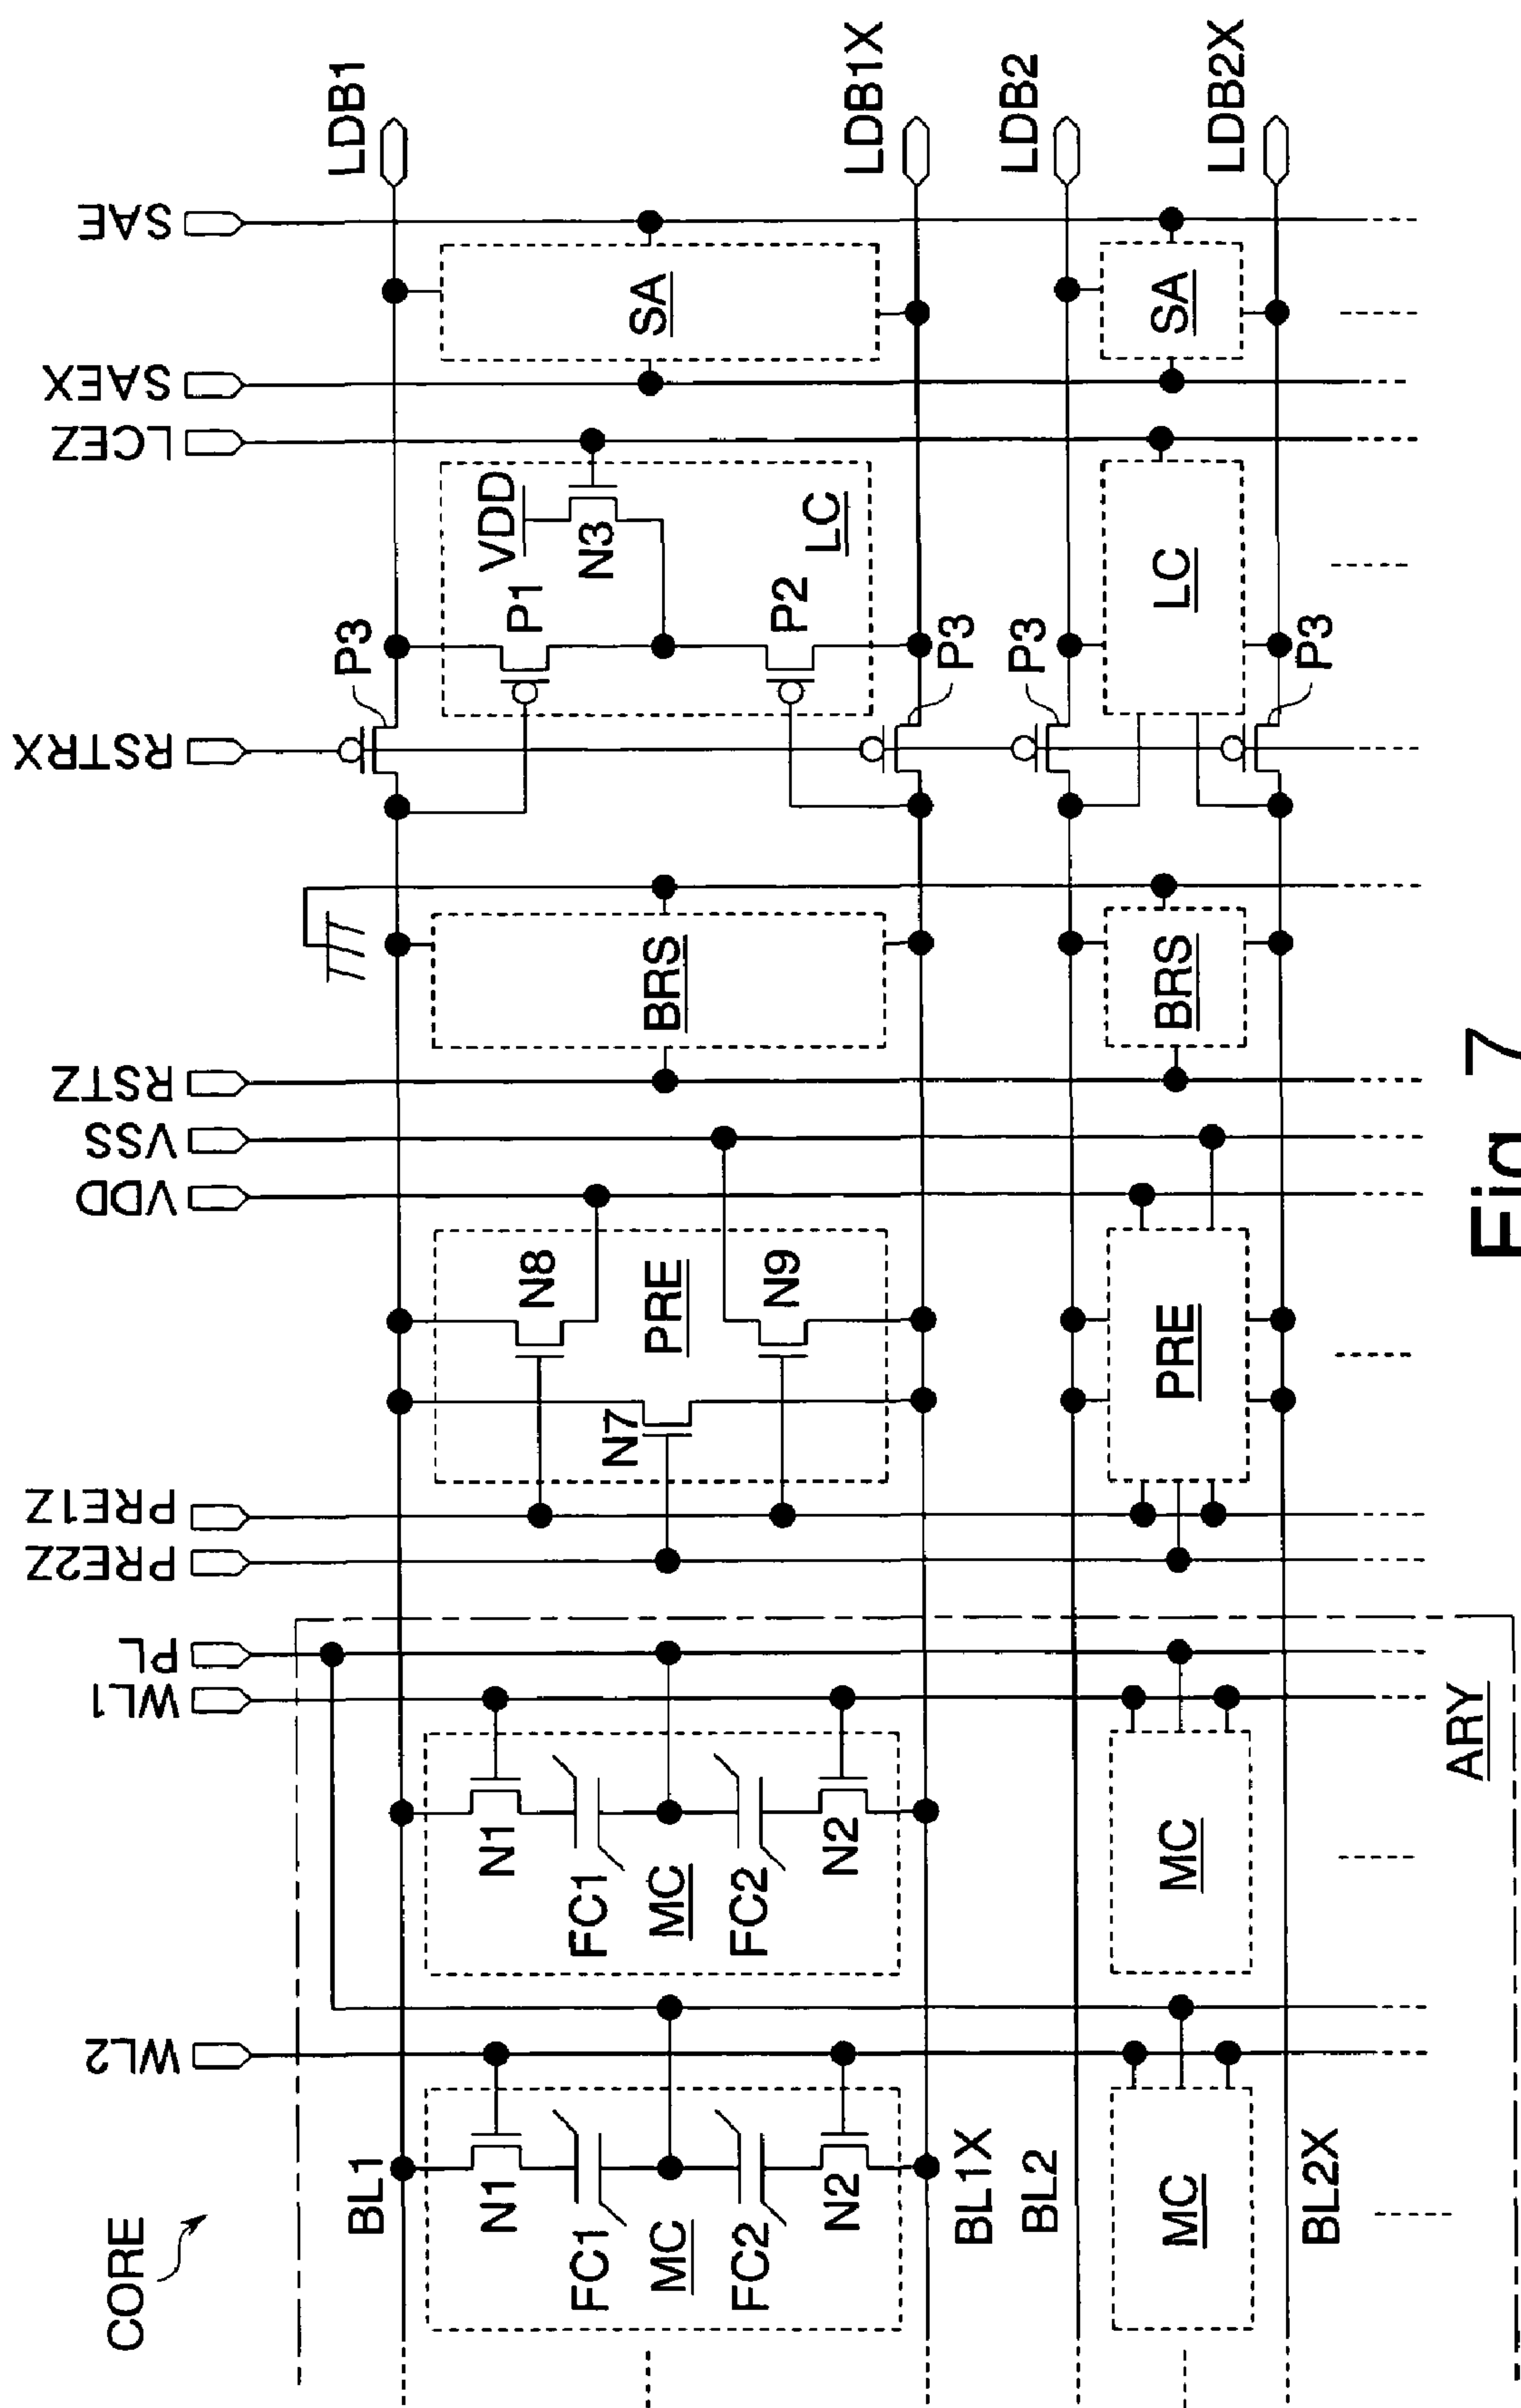 CORE
WL2
WL1
PL
PRE2Z
PRE1Z
VDD
VSS
RSTZ
RSTRX
LCEZ
SAEX
SAE
BL1
N1
FC1
MC
FC2
N2
N1
FC1
MC
FC2
N2
N7
N8
PRE
N9
BRS
P3
P1
VDD
N3
P2
LC
SA
LDB1
BL1X
P3
LDB1X
BL2
P3
LDB2
MC
MC
PRE
BRS
LC
SA
BL2X
P3
LDB2X
ARY
Fig. 7